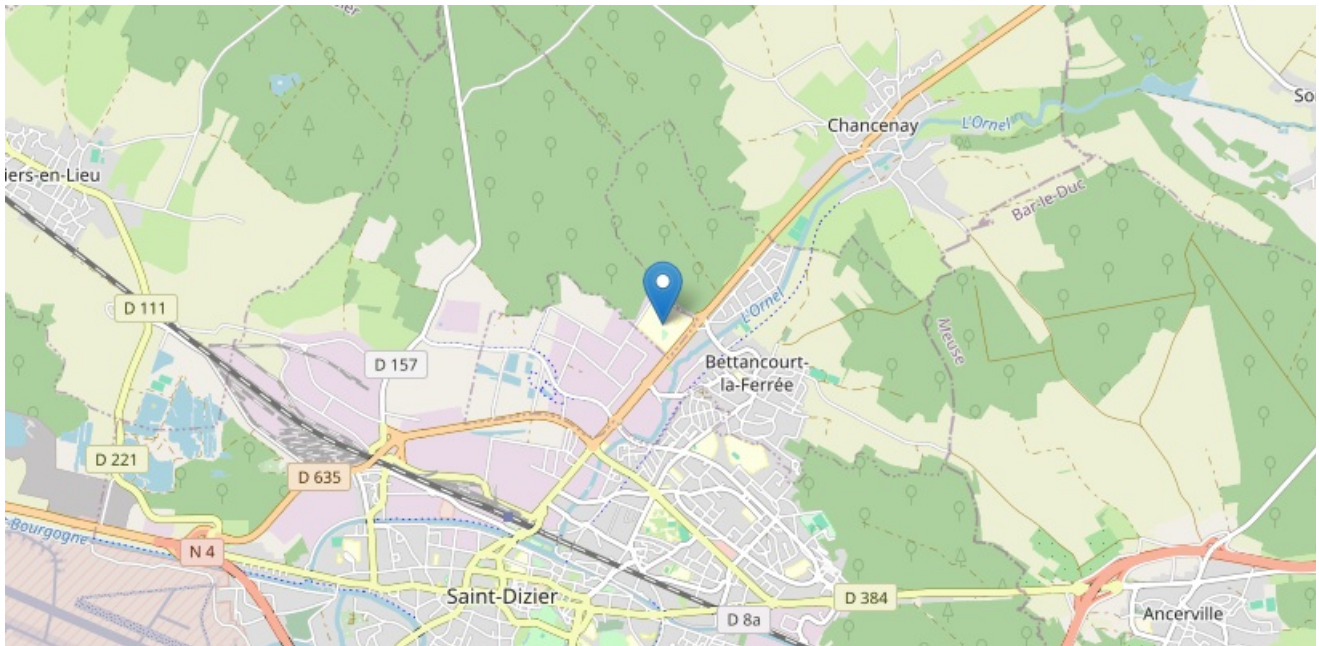 So
Chancenay
L'Ornel
iers-en-Lieu
Bar-le-Duc
D 111
L'Ornel
Meuse
D 157
Bettancourt-
la-Ferrée
D 221
D 635
-Bourgogne
N 4
Saint-Dizier
D 384
D 8a
Ancerville